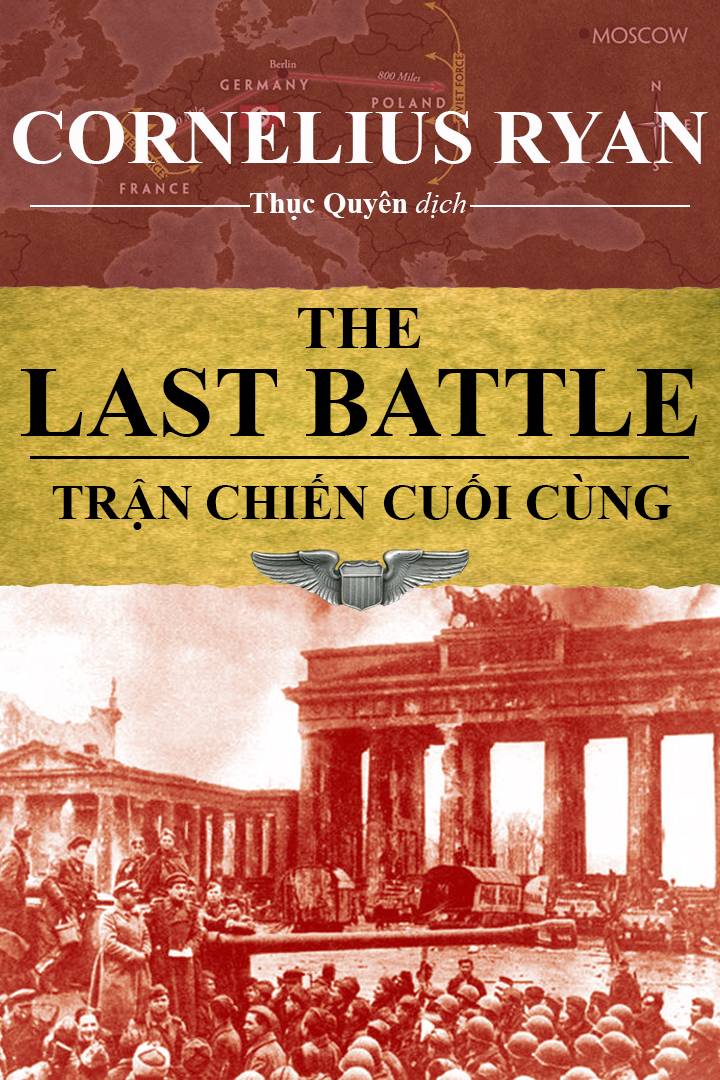 MOSCOW
Berlin
GERMANY
800 Miles
POLAND
N
CORNELIUS RYAN
E
S
FRANCE
Thục Quyên dịch
THE
LAST BATTLE
TRẬN CHIẾN CUỐI CÙNG